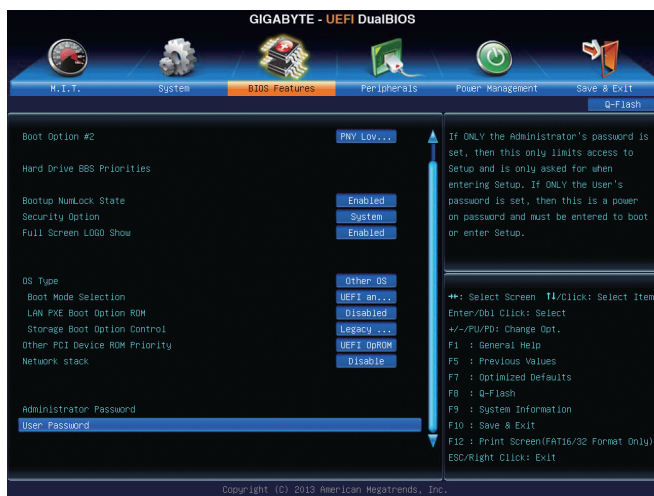 GIGABYTE - UEFI DualBIOS
M.I.T. System BIOS Features Peripherals Power Management Save & Exit
Q-Flash
Boot Option #2 PNY Lov...
Hard Drive BBS Priorities
Bootup NumLock State Enabled
Security Option System
Full Screen LOGO Show Enabled
OS Type Other OS
Boot Mode Selection UEFI an...
LAN PXE Boot Option ROM Disabled
Storage Boot Option Control Legacy ...
Other PCI Device ROM Priority UEFI OpROM
Network stack Disable
Administrator Password
User Password
If ONLY the Administrator's password is
set, then this only limits access to
Setup and is only asked for when
entering Setup. If ONLY the User's
password is set, then this is a power
on password and must be entered to boot
or enter Setup.
→←: Select Screen ↑↓/Click: Select Item
Enter/Dbl Click: Select
+/-/PU/PD: Change Opt.
F1 : General Help
F5 : Previous Values
F7 : Optimized Defaults
F8 : Q-Flash
F9 : System Information
F10 : Save & Exit
F12 : Print Screen(FAT16/32 Format Only)
ESC/Right Click: Exit
Copyright (C) 2013 American Megatrends, Inc.